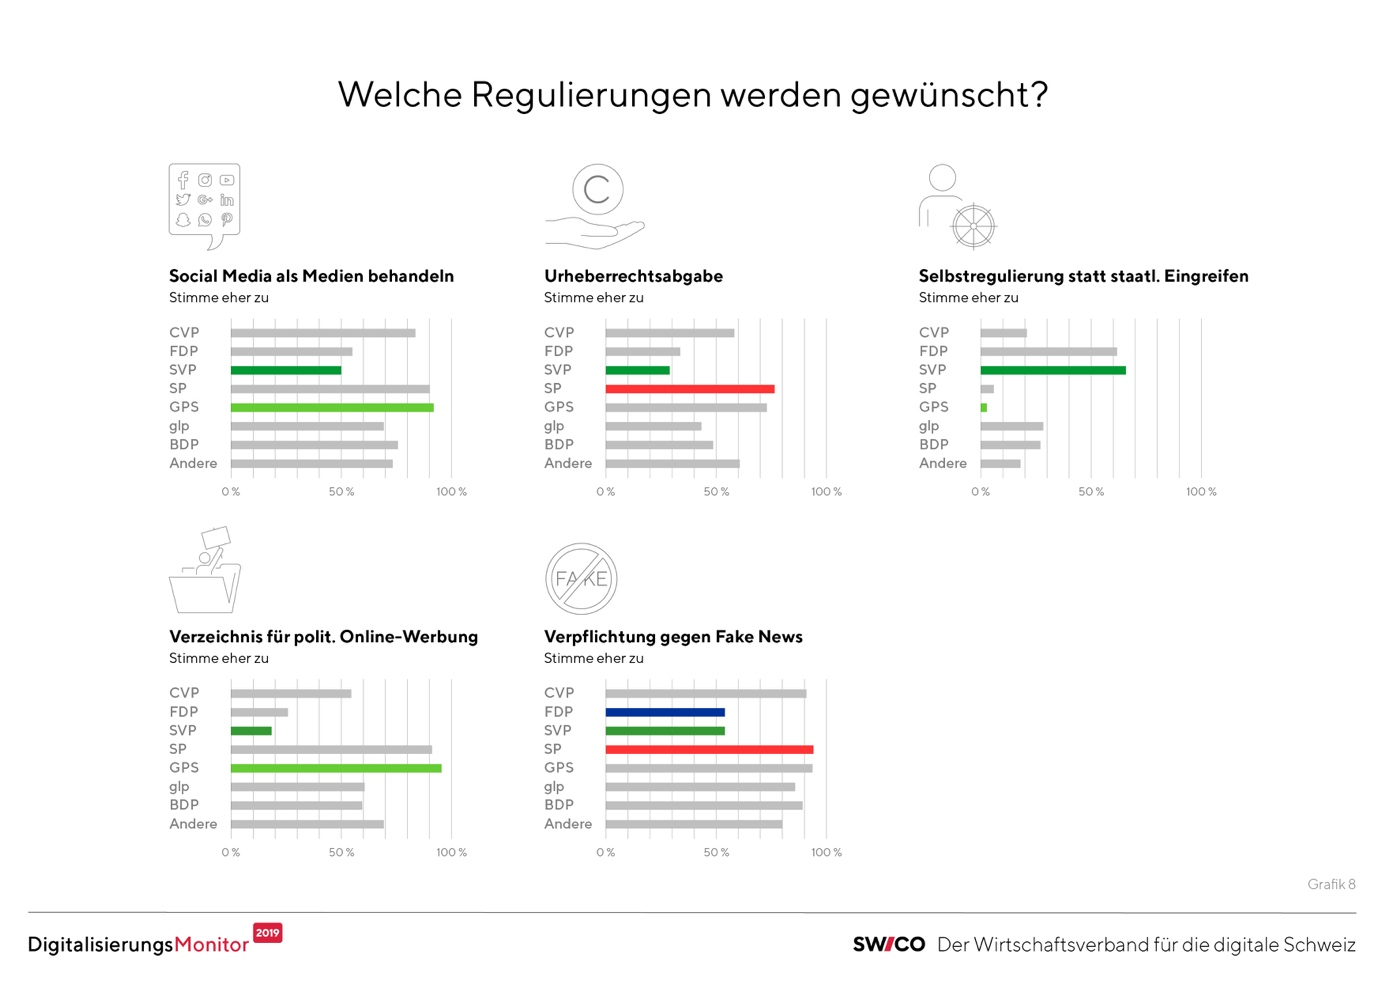 Welche Regulierungen werden gewünscht?
Social Media als Medien behandeln
Stimme eher zu
CVP
FDP
SVP
SP
GPS
glp
BDP
Andere
0 % 50 % 100 %
C
Urheberrechtsabgabe
Stimme eher zu
CVP
FDP
SVP
SP
GPS
glp
BDP
Andere
0 % 50 % 100 %
Selbstregulierung statt staatl. Eingreifen
Stimme eher zu
CVP
FDP
SVP
SP
GPS
glp
BDP
Andere
0 % 50 % 100 %
Verzeichnis für polit. Online-Werbung
Stimme eher zu
CVP
FDP
SVP
SP
GPS
glp
BDP
Andere
0 % 50 % 100 %
FAKE
Verpflichtung gegen Fake News
Stimme eher zu
CVP
FDP
SVP
SP
GPS
glp
BDP
Andere
0 % 50 % 100 %
Grafik 8
DigitalisierungsMonitor 2019
SWICO Der Wirtschaftsverband für die digitale Schweiz